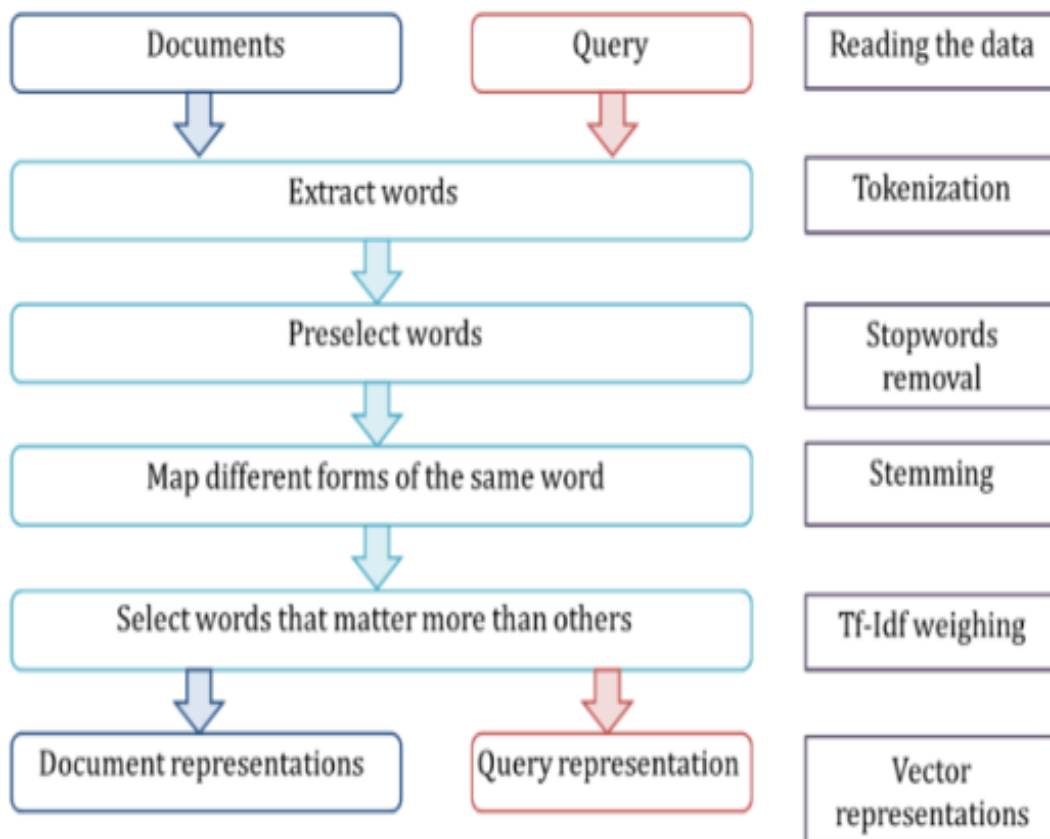 Documents
Query
Reading the data
Extract words
Tokenization
Preselect words
Stopwords
removal
Map different forms of the same word
Stemming
Select words that matter more than others
Tf-Idf weighing
Document representations
Query representation
Vector
representations